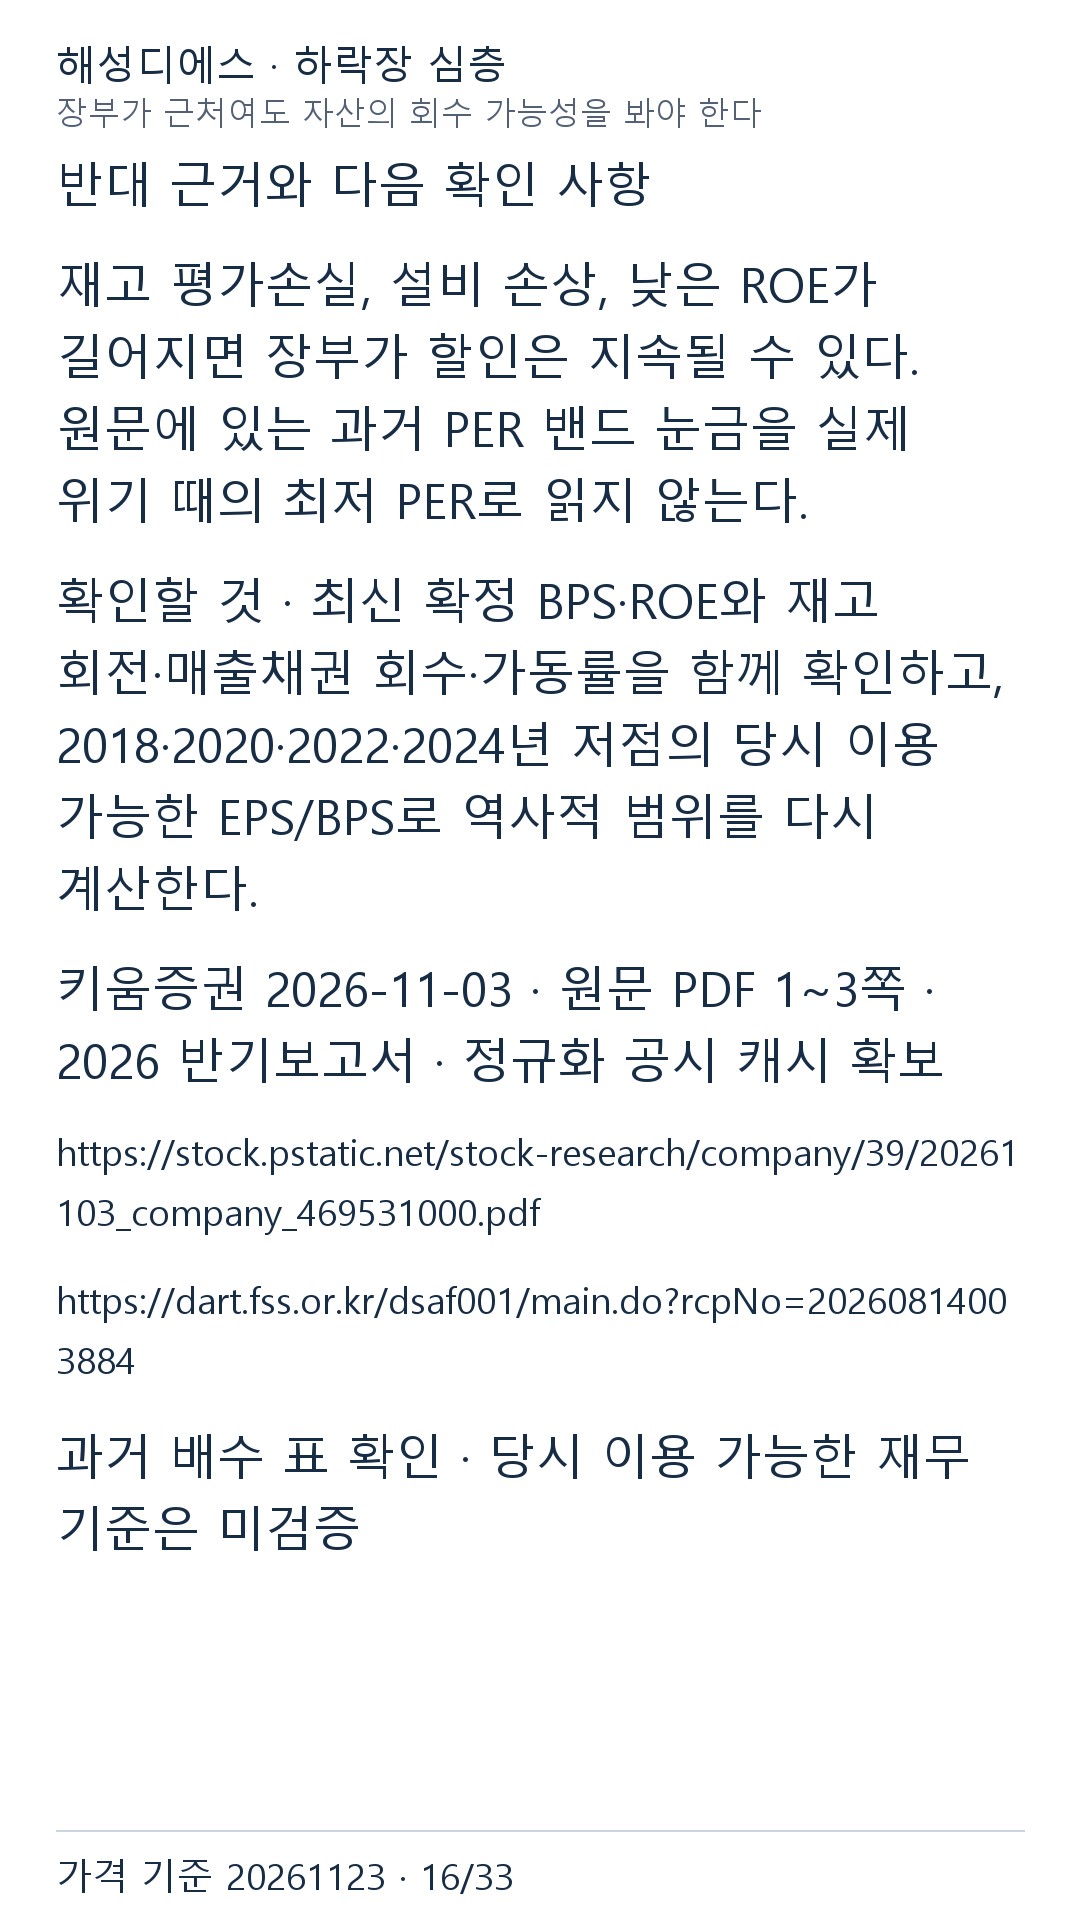 해성디에스 · 하락장 심층
장부가 근처여도 자산의 회수 가능성을 봐야 한다
반대 근거와 다음 확인 사항
재고 평가손실, 설비 손상, 낮은 ROE가
길어지면 장부가 할인은 지속될 수 있다.
원문에 있는 과거 PER 밴드 눈금을 실제
위기 때의 최저 PER로 읽지 않는다.
확인할 것 · 최신 확정 BPS·ROE와 재고
회전·매출채권 회수·가동률을 함께 확인하고,
2018·2020·2022·2024년 저점의 당시 이용
가능한 EPS/BPS로 역사적 범위를 다시
계산한다.
키움증권 2026-11-03 · 원문 PDF 1~3쪽 ·
2026 반기보고서 · 정규화 공시 캐시 확보
https://stock.pstatic.net/stock-research/company/39/20261
103_company_469531000.pdf
https://dart.fss.or.kr/dsaf001/main.do?rcpNo=2026081400
3884
과거 배수 표 확인 · 당시 이용 가능한 재무
기준은 미검증
가격 기준 20261123 · 16/33